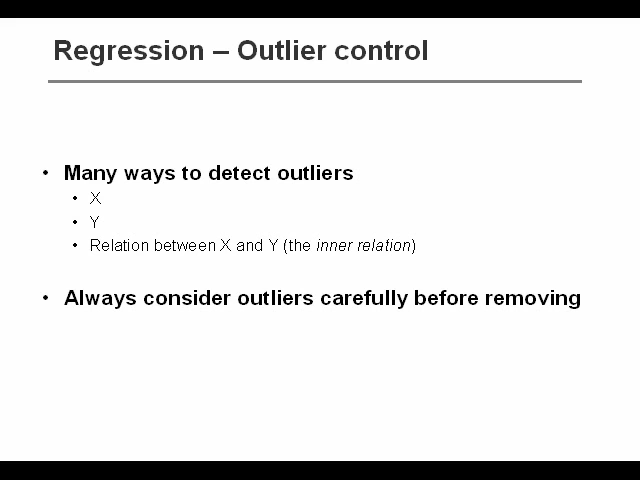 Regression – Outlier control
• Many ways to detect outliers
• X
• Y
• Relation between X and Y (the inner relation)
• Always consider outliers carefully before removing